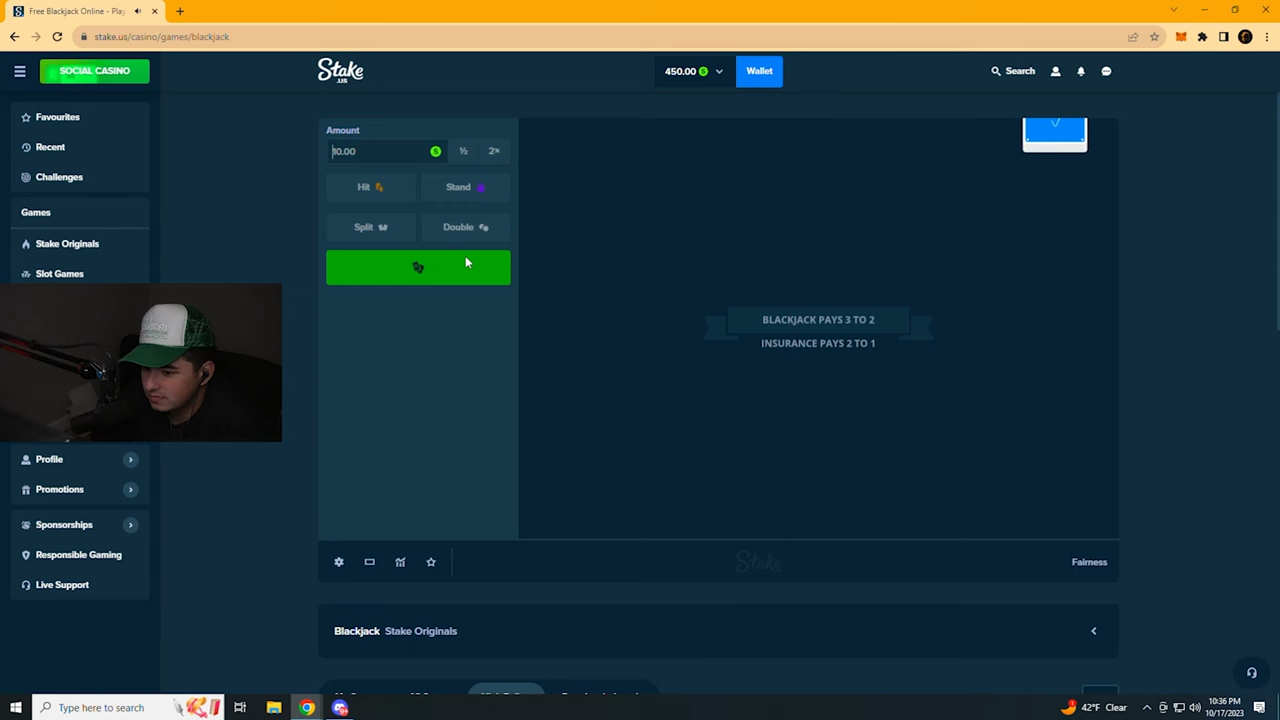 Free Blackjack Online - Play
stake.us/casino/games/blackjack
SOCIAL CASINO
Stake
.US
450.00
Wallet
Search
Favourites
Recent
Challenges
Games
Stake Originals
Slot Games
Profile
Promotions
Sponsorships
Responsible Gaming
Live Support
Amount
10.00
½
2×
Hit
Stand
Split
Double
BLACKJACK PAYS 3 TO 2
INSURANCE PAYS 2 TO 1
Stake
Fairness
Blackjack Stake Originals
Type here to search
42°F Clear
10:36 PM
10/17/2023